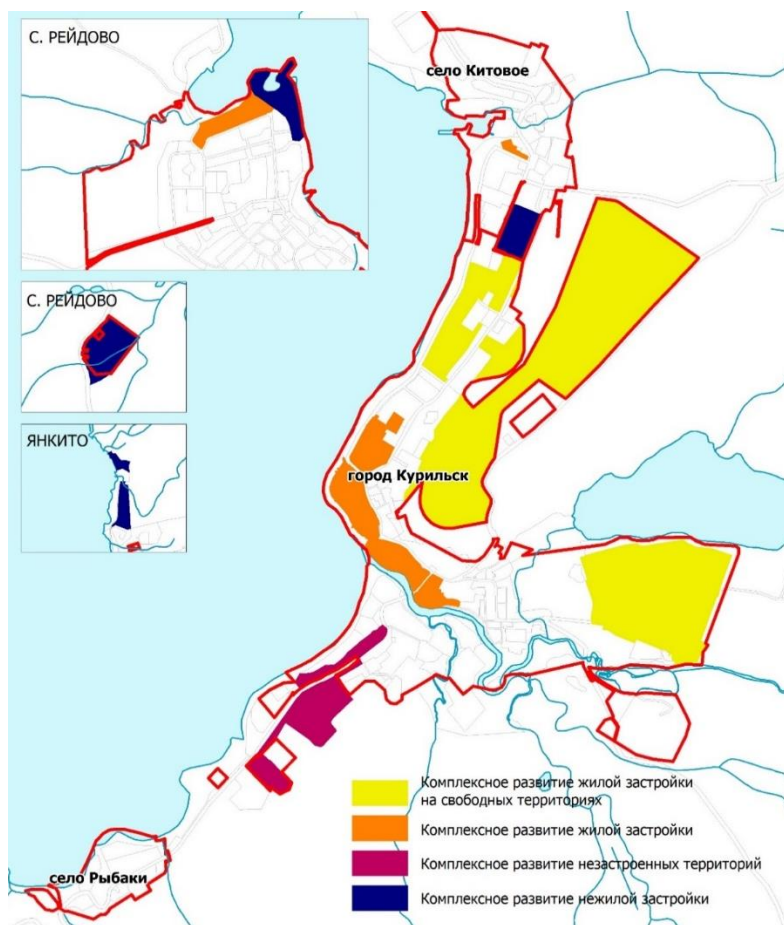 С. РЕЙДОВО
село Китовое
С. РЕЙДОВО
ЯНКИТО
город Курильск
Комплексное развитие жилой застройки
на свободных территориях
Комплексное развитие жилой застройки
Комплексное развитие незастроенных территорий
село Рыбаки
Комплексное развитие нежилой застройки